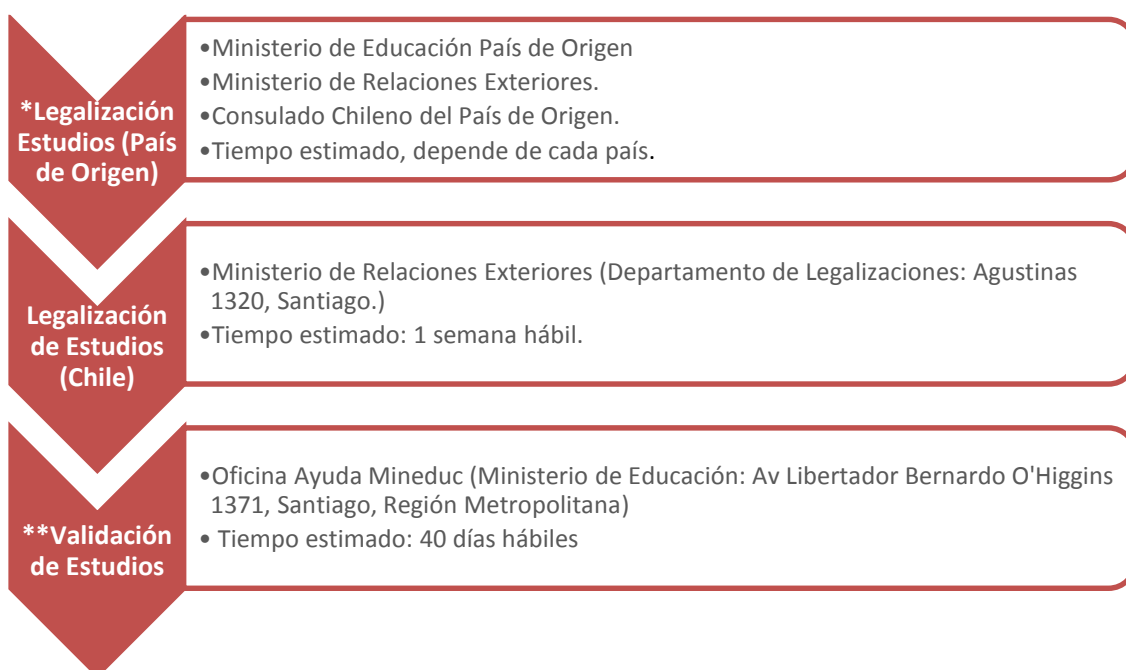 *Legalización
Estudios (País
de Origen)
•Ministerio de Educación País de Origen
•Ministerio de Relaciones Exteriores.
•Consulado Chileno del País de Origen.
•Tiempo estimado, depende de cada país.
Legalización
de Estudios
(Chile)
•Ministerio de Relaciones Exteriores (Departamento de Legalizaciones: Agustinas
1320, Santiago.)
•Tiempo estimado: 1 semana hábil.
**Validación
de Estudios
•Oficina Ayuda Mineduc (Ministerio de Educación: Av Libertador Bernardo O'Higgins
1371, Santiago, Región Metropolitana)
• Tiempo estimado: 40 días hábiles